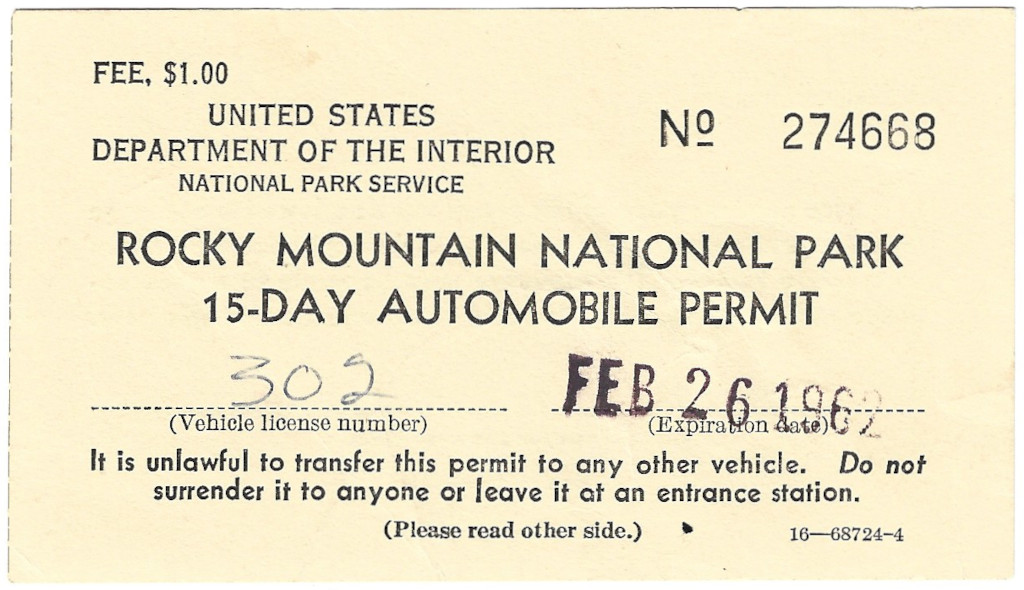 FEE, $1.00
UNITED STATES
DEPARTMENT OF THE INTERIOR
NATIONAL PARK SERVICE
Nº 274668
ROCKY MOUNTAIN NATIONAL PARK
15-DAY AUTOMOBILE PERMIT
302 FEB 26 1962
(Vehicle license number) (Expiration date)
It is unlawful to transfer this permit to any other vehicle. Do not
surrender it to anyone or leave it at an entrance station.
(Please read other side.) 16—68724-4